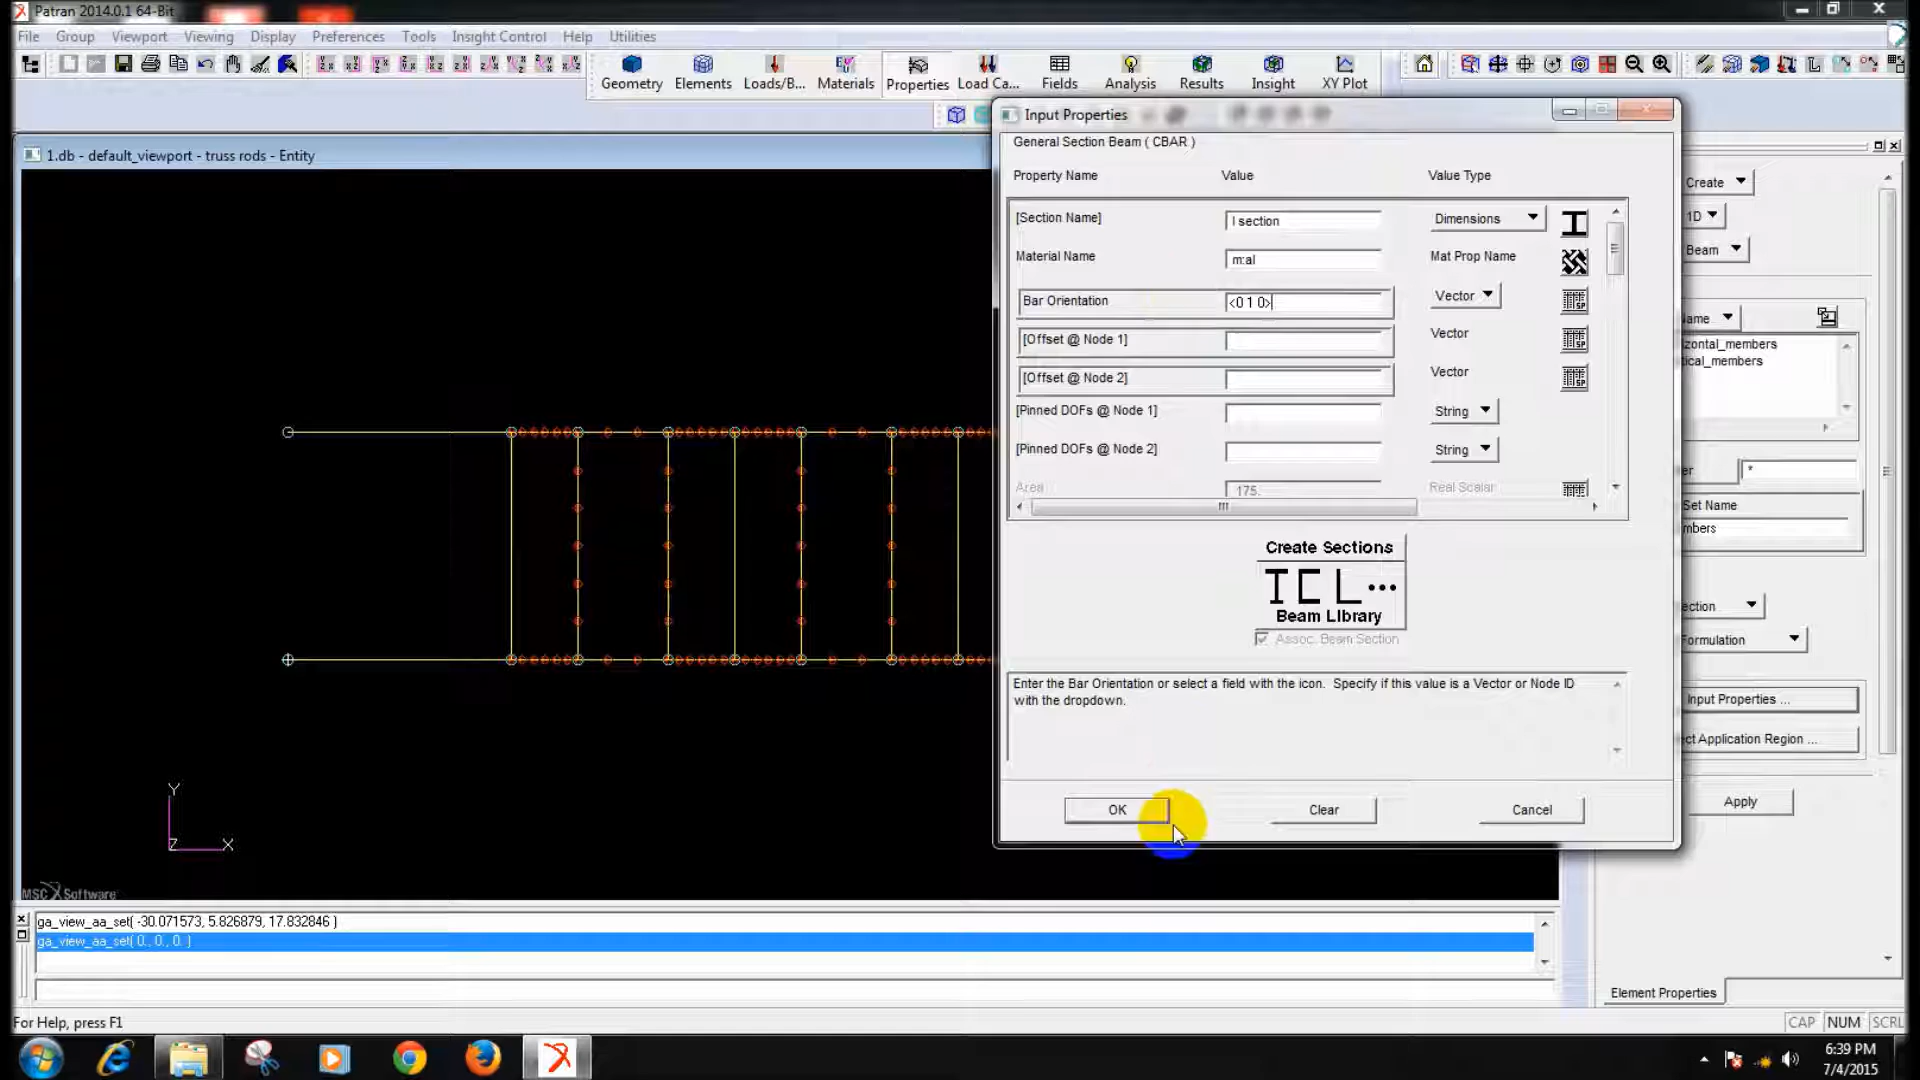 Patran 2014.0.1 64-Bit
File Group Viewport Viewing Display Preferences Tools Insight Control Help Utilities
Geometry Elements Loads/B... Materials Properties Load Ca... Fields Analysis Results Insight XY Plot
1.db - default_viewport - truss rods - Entity
Input Properties
General Section Beam ( CBAR )
Property Name Value Value Type
[Section Name] I section Dimensions
Material Name m:al Mat Prop Name
Bar Orientation <0 1 0> Vector
[Offset @ Node 1] Vector
[Offset @ Node 2] Vector
[Pinned DOFs @ Node 1] String
[Pinned DOFs @ Node 2] String
Area 175. Real Scalar
Create Sections
Beam Library
Assoc. Beam Section
Enter the Bar Orientation or select a field with the icon. Specify if this value is a Vector or Node ID
with the dropdown.
OK Clear Cancel
Create
1D
Beam
ame
izontal_members
tical_members
er *
Set Name
mbers
ection
Formulation
Input Properties ...
ct Application Region ...
Apply
Element Properties
Y
Z X
MSC Software
ga_view_aa_set( -30.071573, 5.826879, 17.832846 )
ga_view_aa_set( 0., 0., 0. )
For Help, press F1
CAP NUM SCRL
6:39 PM
7/4/2015